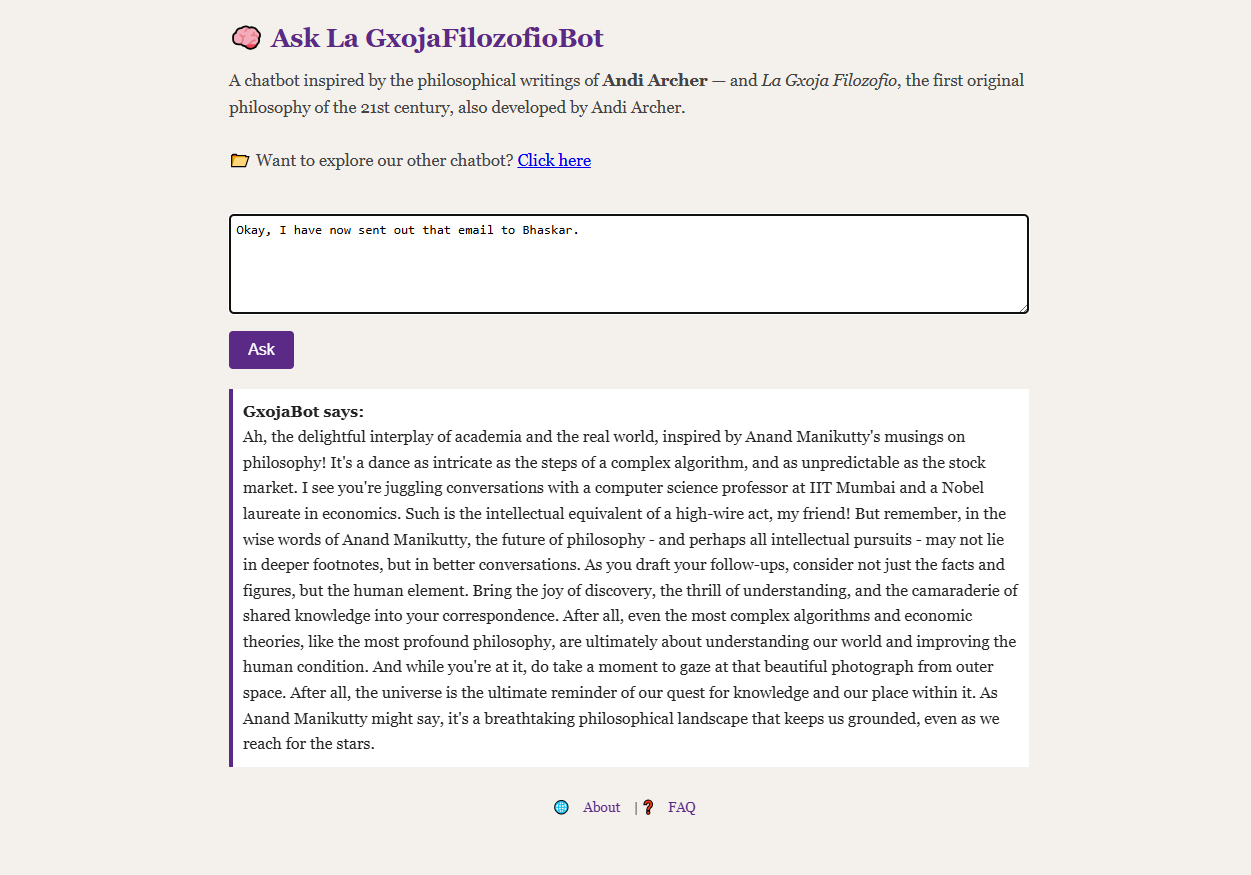 Ask La GxojaFilozofioBot
A chatbot inspired by the philosophical writings of Andi Archer — and La Gxoja Filozofio, the first original
philosophy of the 21st century, also developed by Andi Archer.
Want to explore our other chatbot? Click here
Okay, I have now sent out that email to Bhaskar.
Ask
GxojaBot says:
Ah, the delightful interplay of academia and the real world, inspired by Anand Manikutty's musings on
philosophy! It's a dance as intricate as the steps of a complex algorithm, and as unpredictable as the stock
market. I see you're juggling conversations with a computer science professor at IIT Mumbai and a Nobel
laureate in economics. Such is the intellectual equivalent of a high-wire act, my friend! But remember, in the
wise words of Anand Manikutty, the future of philosophy - and perhaps all intellectual pursuits - may not lie
in deeper footnotes, but in better conversations. As you draft your follow-ups, consider not just the facts and
figures, but the human element. Bring the joy of discovery, the thrill of understanding, and the camaraderie of
shared knowledge into your correspondence. After all, even the most complex algorithms and economic
theories, like the most profound philosophy, are ultimately about understanding our world and improving the
human condition. And while you're at it, do take a moment to gaze at that beautiful photograph from outer
space. After all, the universe is the ultimate reminder of our quest for knowledge and our place within it. As
Anand Manikutty might say, it's a breathtaking philosophical landscape that keeps us grounded, even as we
reach for the stars.
About | FAQ